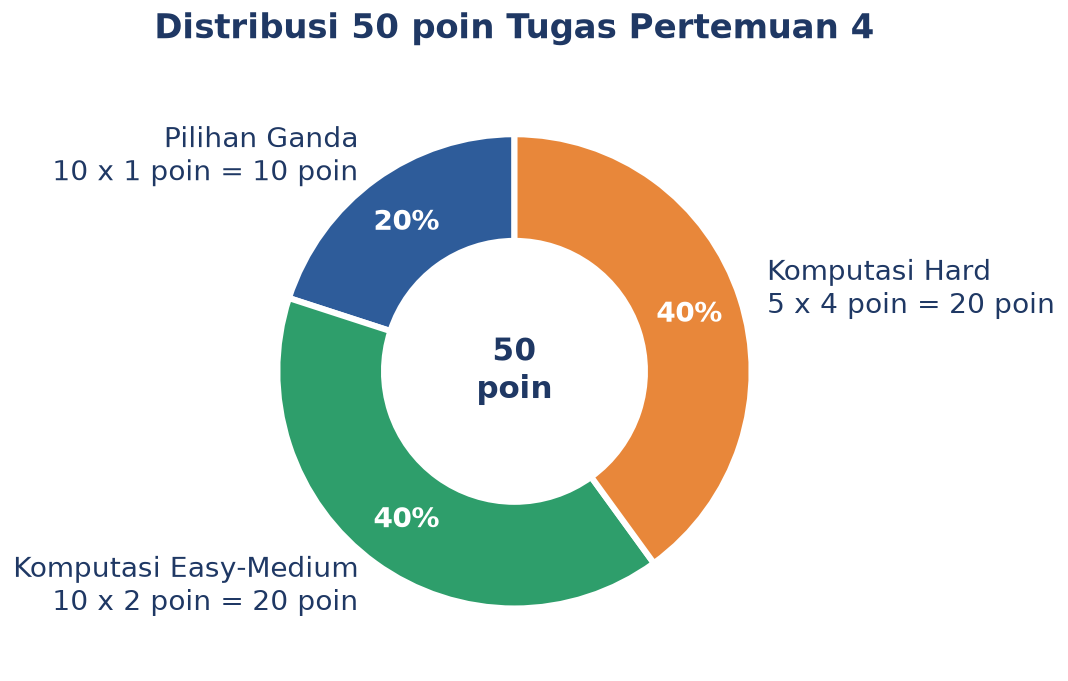 Distribusi 50 poin Tugas Pertemuan 4
Pilihan Ganda
10 x 1 poin = 10 poin
20%
Komputasi Hard
5 x 4 poin = 20 poin
40%
50
poin
40%
Komputasi Easy-Medium
10 x 2 poin = 20 poin